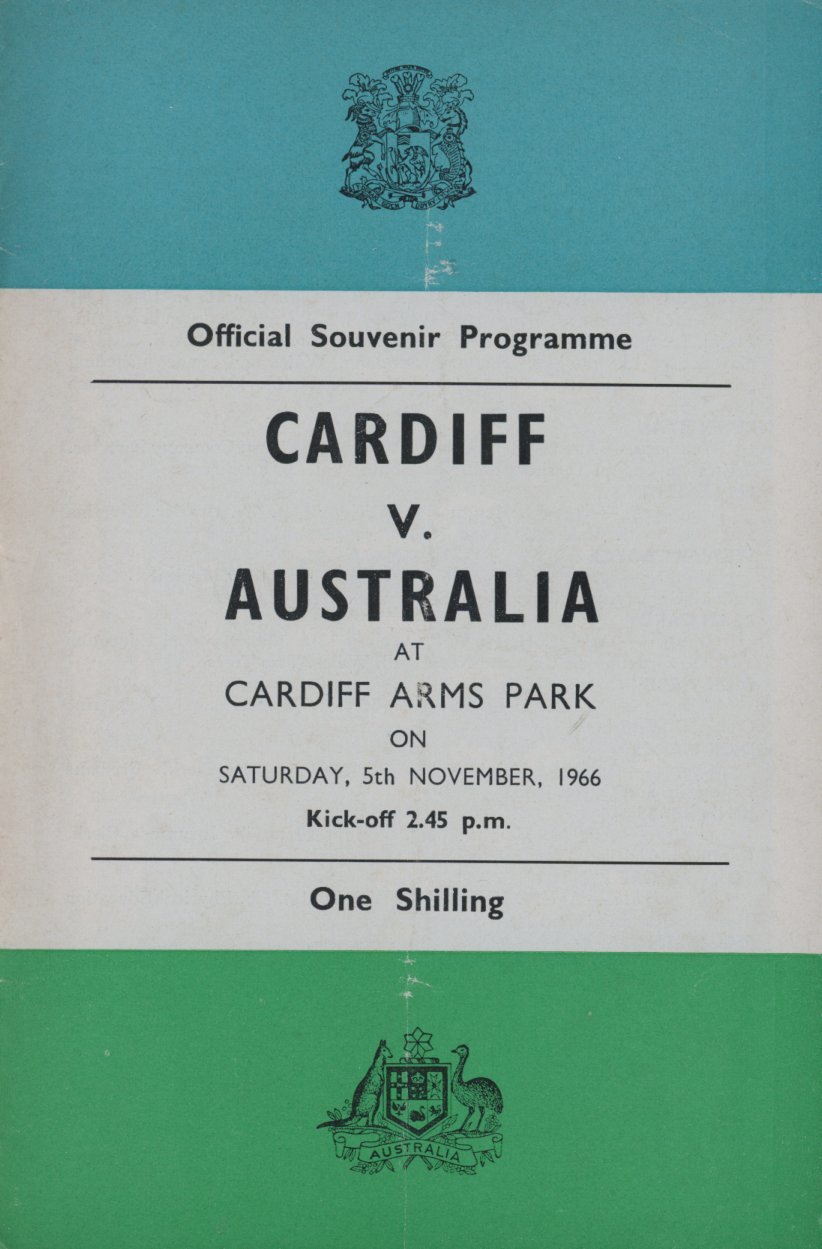 Official Souvenir Programme
CARDIFF
V.
AUSTRALIA
AT
CARDIFF ARMS PARK
ON
SATURDAY, 5th NOVEMBER, 1966
Kick-off 2.45 p.m.
One Shilling
AUSTRALIA